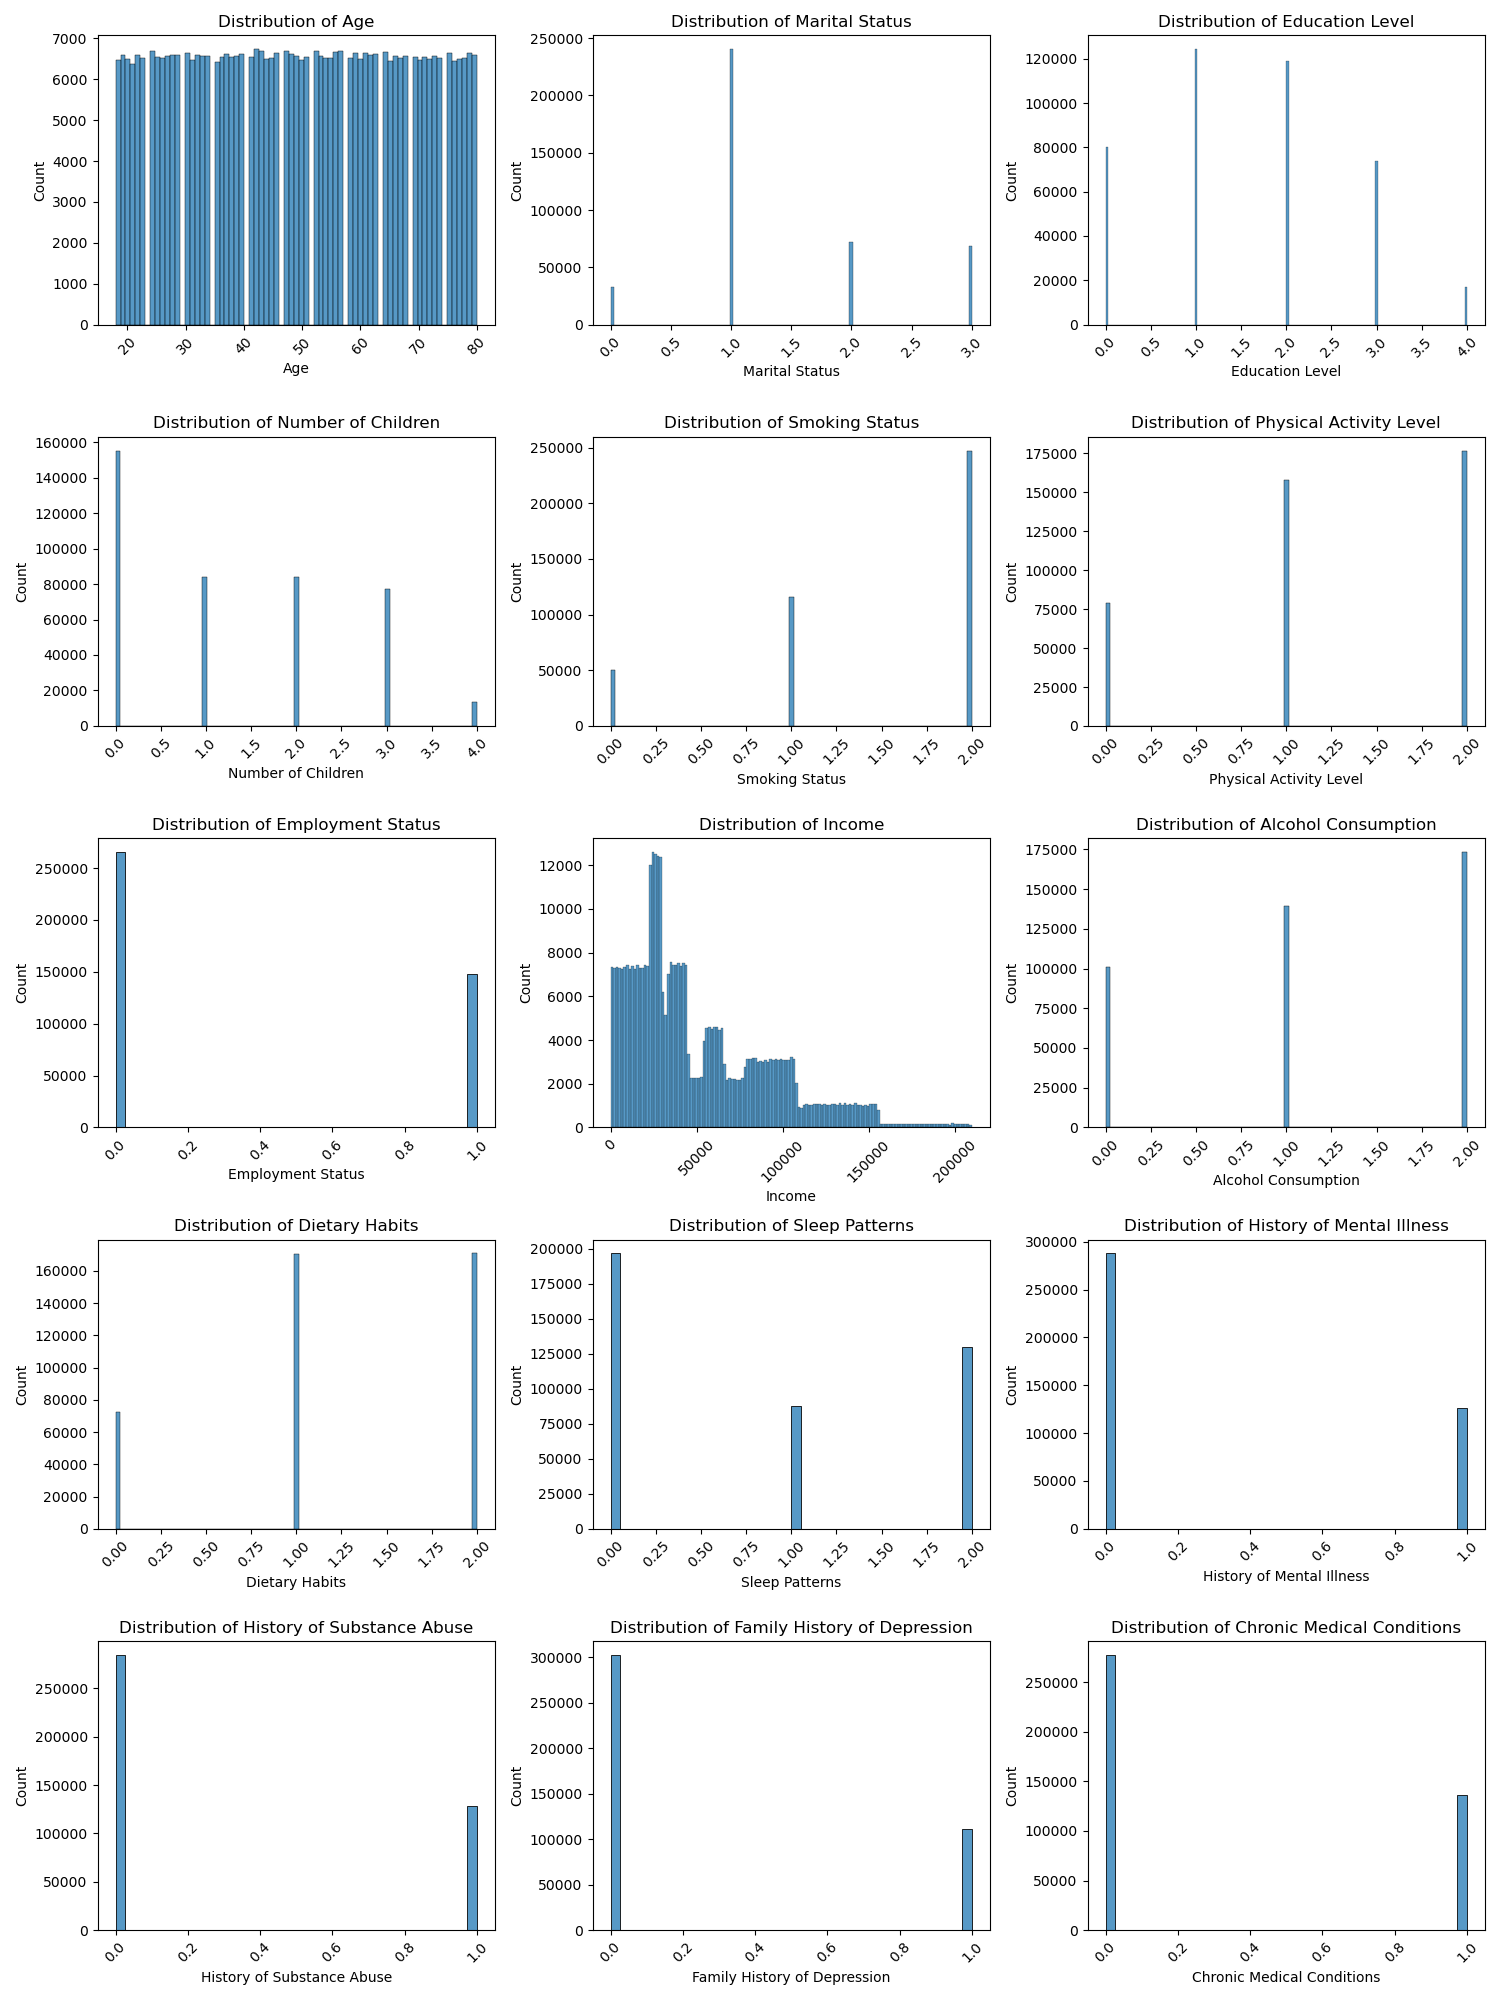 Distribution of Age
7000
6000
5000
4000
3000
2000
1000
0
Count
20 30 40 50 60 70 80
Age
Distribution of Marital Status
250000
200000
150000
100000
50000
0
Count
0.0 0.5 1.0 1.5 2.0 2.5 3.0
Marital Status
Distribution of Education Level
120000
100000
80000
60000
40000
20000
0
Count
0.0 0.5 1.0 1.5 2.0 2.5 3.0 3.5 4.0
Education Level
Distribution of Number of Children
160000
140000
120000
100000
80000
60000
40000
20000
0
Count
0.0 0.5 1.0 1.5 2.0 2.5 3.0 3.5 4.0
Number of Children
Distribution of Smoking Status
250000
200000
150000
100000
50000
0
Count
0.00 0.25 0.50 0.75 1.00 1.25 1.50 1.75 2.00
Smoking Status
Distribution of Physical Activity Level
175000
150000
125000
100000
75000
50000
25000
0
Count
0.00 0.25 0.50 0.75 1.00 1.25 1.50 1.75 2.00
Physical Activity Level
Distribution of Employment Status
250000
200000
150000
100000
50000
0
Count
0.0 0.2 0.4 0.6 0.8 1.0
Employment Status
Distribution of Income
12000
10000
8000
6000
4000
2000
0
Count
0 50000 100000 150000 200000
Income
Distribution of Alcohol Consumption
175000
150000
125000
100000
75000
50000
25000
0
Count
0.00 0.25 0.50 0.75 1.00 1.25 1.50 1.75 2.00
Alcohol Consumption
Distribution of Dietary Habits
160000
140000
120000
100000
80000
60000
40000
20000
0
Count
0.00 0.25 0.50 0.75 1.00 1.25 1.50 1.75 2.00
Dietary Habits
Distribution of Sleep Patterns
200000
175000
150000
125000
100000
75000
50000
25000
0
Count
0.00 0.25 0.50 0.75 1.00 1.25 1.50 1.75 2.00
Sleep Patterns
Distribution of History of Mental Illness
300000
250000
200000
150000
100000
50000
0
Count
0.0 0.2 0.4 0.6 0.8 1.0
History of Mental Illness
Distribution of History of Substance Abuse
250000
200000
150000
100000
50000
0
Count
0.0 0.2 0.4 0.6 0.8 1.0
History of Substance Abuse
Distribution of Family History of Depression
300000
250000
200000
150000
100000
50000
0
Count
0.0 0.2 0.4 0.6 0.8 1.0
Family History of Depression
Distribution of Chronic Medical Conditions
250000
200000
150000
100000
50000
0
Count
0.0 0.2 0.4 0.6 0.8 1.0
Chronic Medical Conditions